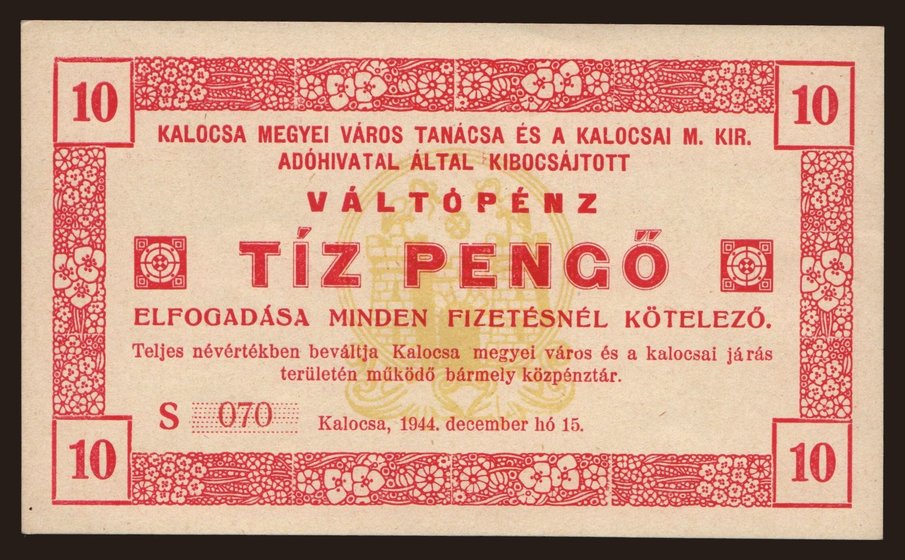 10
10
KALOCSA MEGYEI VÁROS TANÁCSA ÉS A KALOCSAI M. KIR.
ADÓHIVATAL ÁLTAL KIBOCSÁJTOTT
VÁLTÓPÉNZ
TÍZ PENGŐ
ELFOGADÁSA MINDEN FIZETÉSNÉL KÖTELEZŐ.
Teljes névértékben beváltja Kalocsa megyei város és a kalocsai járás
területén működő bármely közpénztár.
S 070 Kalocsa, 1944. december hó 15.
10
10